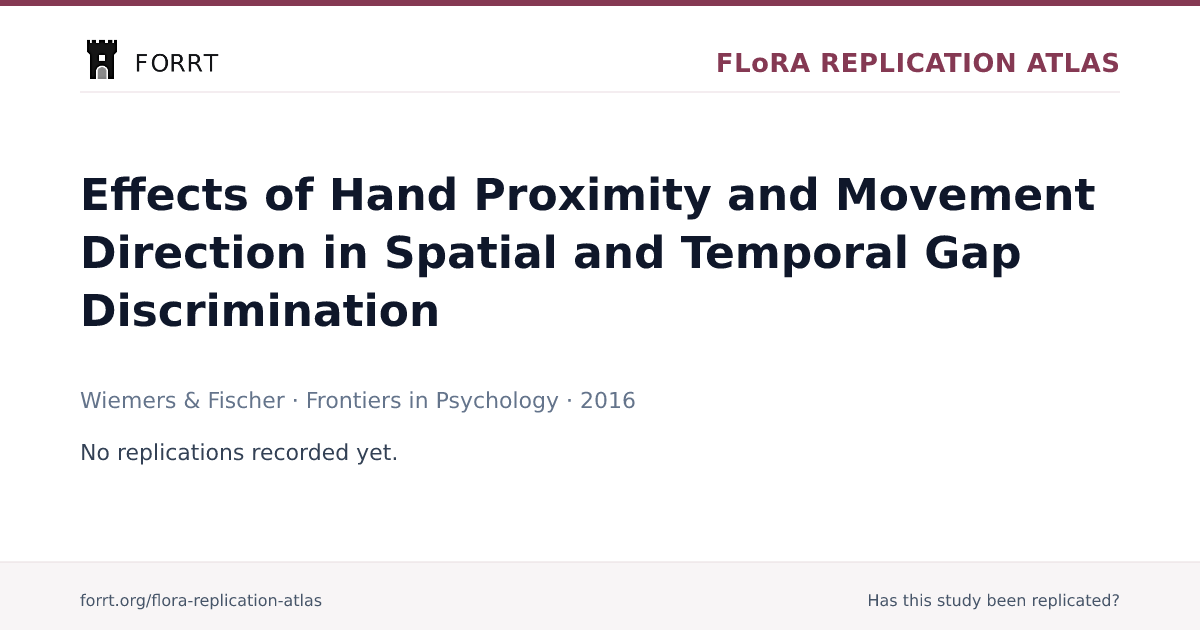 FORRT
FLoRA REPLICATION ATLAS
Effects of Hand Proximity and Movement
Direction in Spatial and Temporal Gap
Discrimination
Wiemers & Fischer · Frontiers in Psychology · 2016
No replications recorded yet.
forrt.org/flora-replication-atlas
Has this study been replicated?